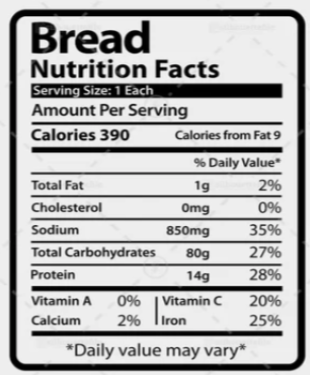 Bread
Nutrition Facts
Serving Size: 1 Each
Amount Per Serving
Calories 390 Calories from Fat 9
% Daily Value*
Total Fat 1g 2%
Cholesterol 0mg 0%
Sodium 850mg 35%
Total Carbohydrates 80g 27%
Protein 14g 28%
Vitamin A 0% Vitamin C 20%
Calcium 2% Iron 25%
*Daily value may vary*